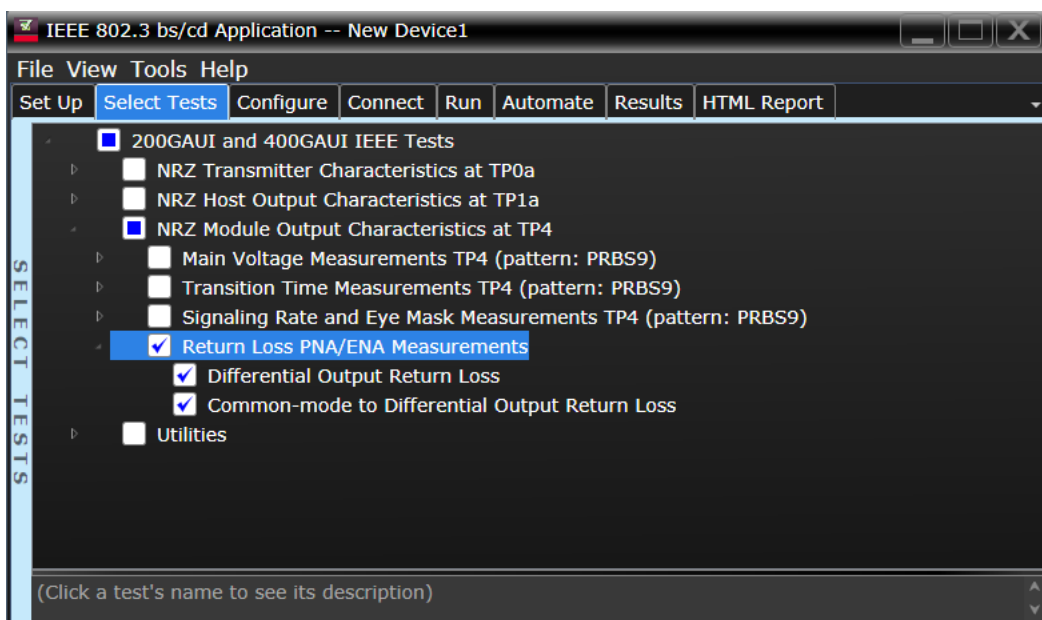 IEEE 802.3 bs/cd Application -- New Device1
File View Tools Help
Set Up Select Tests Configure Connect Run Automate Results HTML Report
200GAUI and 400GAUI IEEE Tests
NRZ Transmitter Characteristics at TP0a
NRZ Host Output Characteristics at TP1a
NRZ Module Output Characteristics at TP4
Main Voltage Measurements TP4 (pattern: PRBS9)
Transition Time Measurements TP4 (pattern: PRBS9)
Signaling Rate and Eye Mask Measurements TP4 (pattern: PRBS9)
Return Loss PNA/ENA Measurements
Differential Output Return Loss
Common-mode to Differential Output Return Loss
Utilities
SELECT TESTS
(Click a test's name to see its description)